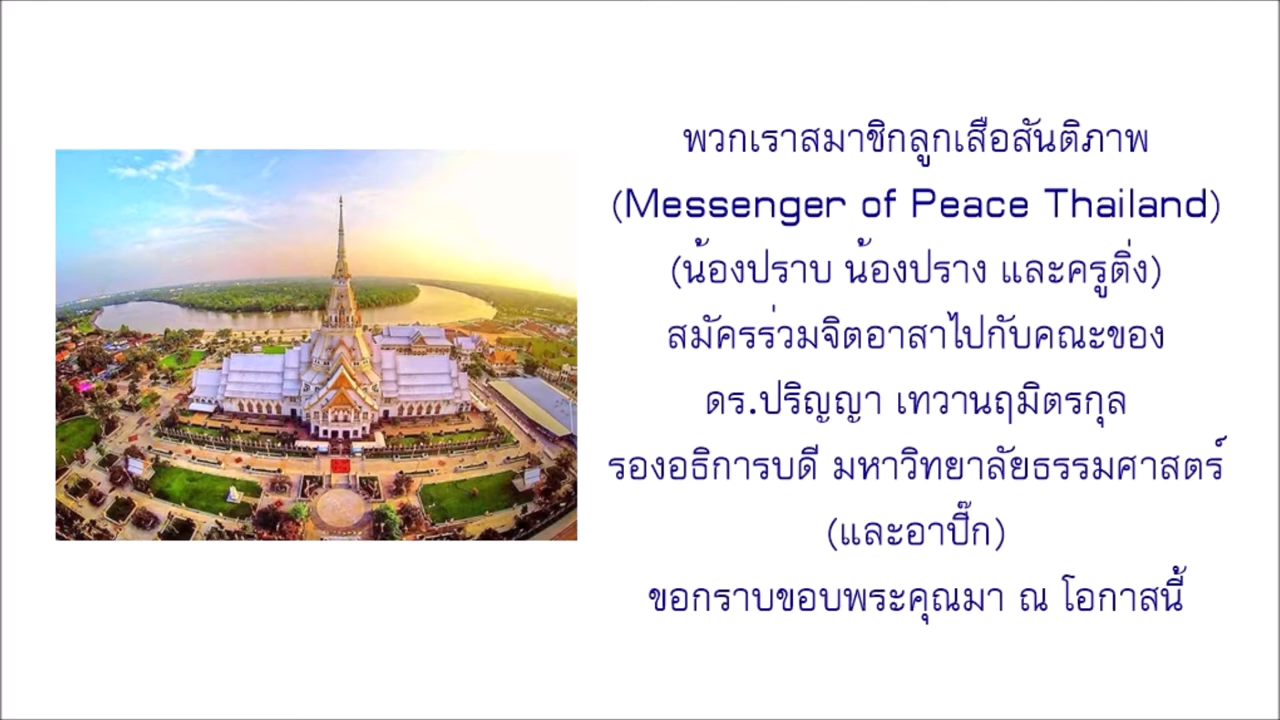 พวกเราสมาชิกลูกเสือสันติภาพ
(Messenger of Peace Thailand)
(น้องปราบ น้องปราง และครูติ่ง)
สมัครร่วมจิตอาสาไปกับคณะของ
ดร.ปริญญา เทวานฤมิตรกุล
รองอธิการบดี มหาวิทยาลัยธรรมศาสตร์
(และอาปี๊ก)
ขอกราบขอบพระคุณมา ณ โอกาสนี้